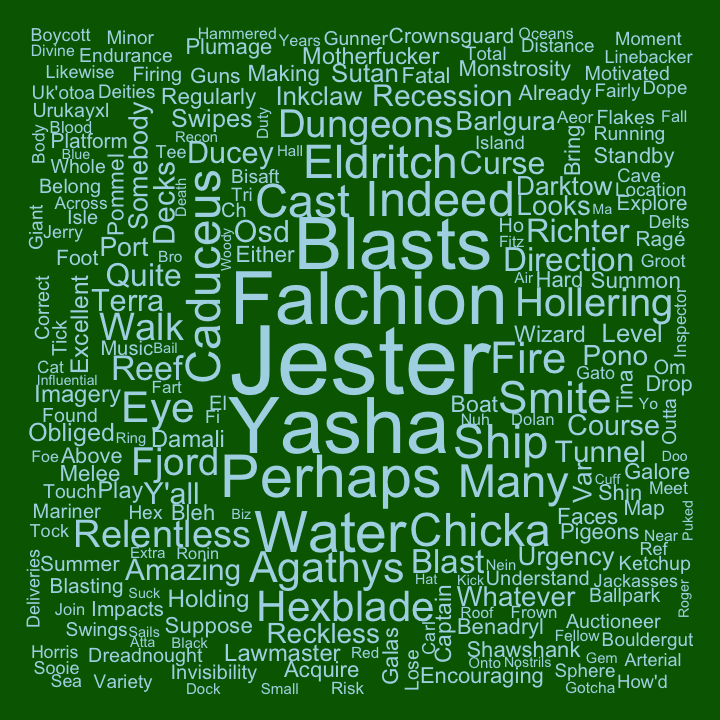 Boycott Minor Hammered Years Gunner Crownsguard Oceans Moment
Divine Endurance Plumage Motherfucker Total Distance Linebacker
Likewise Firing Guns Making Sutan Fatal Monstrosity Motivated
Uk'otoa Deities Regularly Inkclaw Recession Already Fairly Dope
Urukayxl Swipes Duty Dungeons Barlgura Aeor Flakes Fall
Body Blood Platform Somebody Recon Island Bring Running
Blue Tee Ducey Hall Eldritch Curse Standby
Whole Pommel Decks Bisaft Cave
Belong Death Tri Cast Indeed Darktow Location
Across Ch Looks Ma Explore
Giant Isle Caduceus Osd Blasts Ho Richter Delts
Jerry Port Bro Woody Fitz Ragé
Foot Either Direction Groot
Correct Quite Falchion Air Hard Summon
Excellent Terra Hollering Inspector
Tick Walk Music Bail Wizard Level
Cat Reef Jester Fire Pono Om
Influential Fart Gato Tina Drop
Imagery Eye El Boat Smite Yo Outta
Found Fi Yasha Nuh Dolan Course
Obliged Ring Damali Ship Tunnel Doo
Foe Above Fjord Perhaps Many Var Cuff Galore
Melee Shin Meet
Touch Play Y'all Map
Mariner Hex Bleh Biz Water Chicka Faces Puked
Tock Relentless Pigeons Near
Extra Ronin Urgency Ref
Summer Amazing Agathys Blast Nein Ketchup
Deliveries Blasting Suck Holding Hat Kick Understand Jackasses
Join Impacts Hexblade Captain Whatever Ballpark Roger
Swings Sails Suppose Reckless Roof Frown Auctioneer
Atta Black Carl Benadryl Fellow Bouldergut
Horris Dreadnought Lawmaster Red Galas Shawshank
Sooie Invisibility Acquire Lose Onto Nostrils Gem Arterial
Sea Variety Encouraging Sphere How'd
Dock Small Risk Gotcha